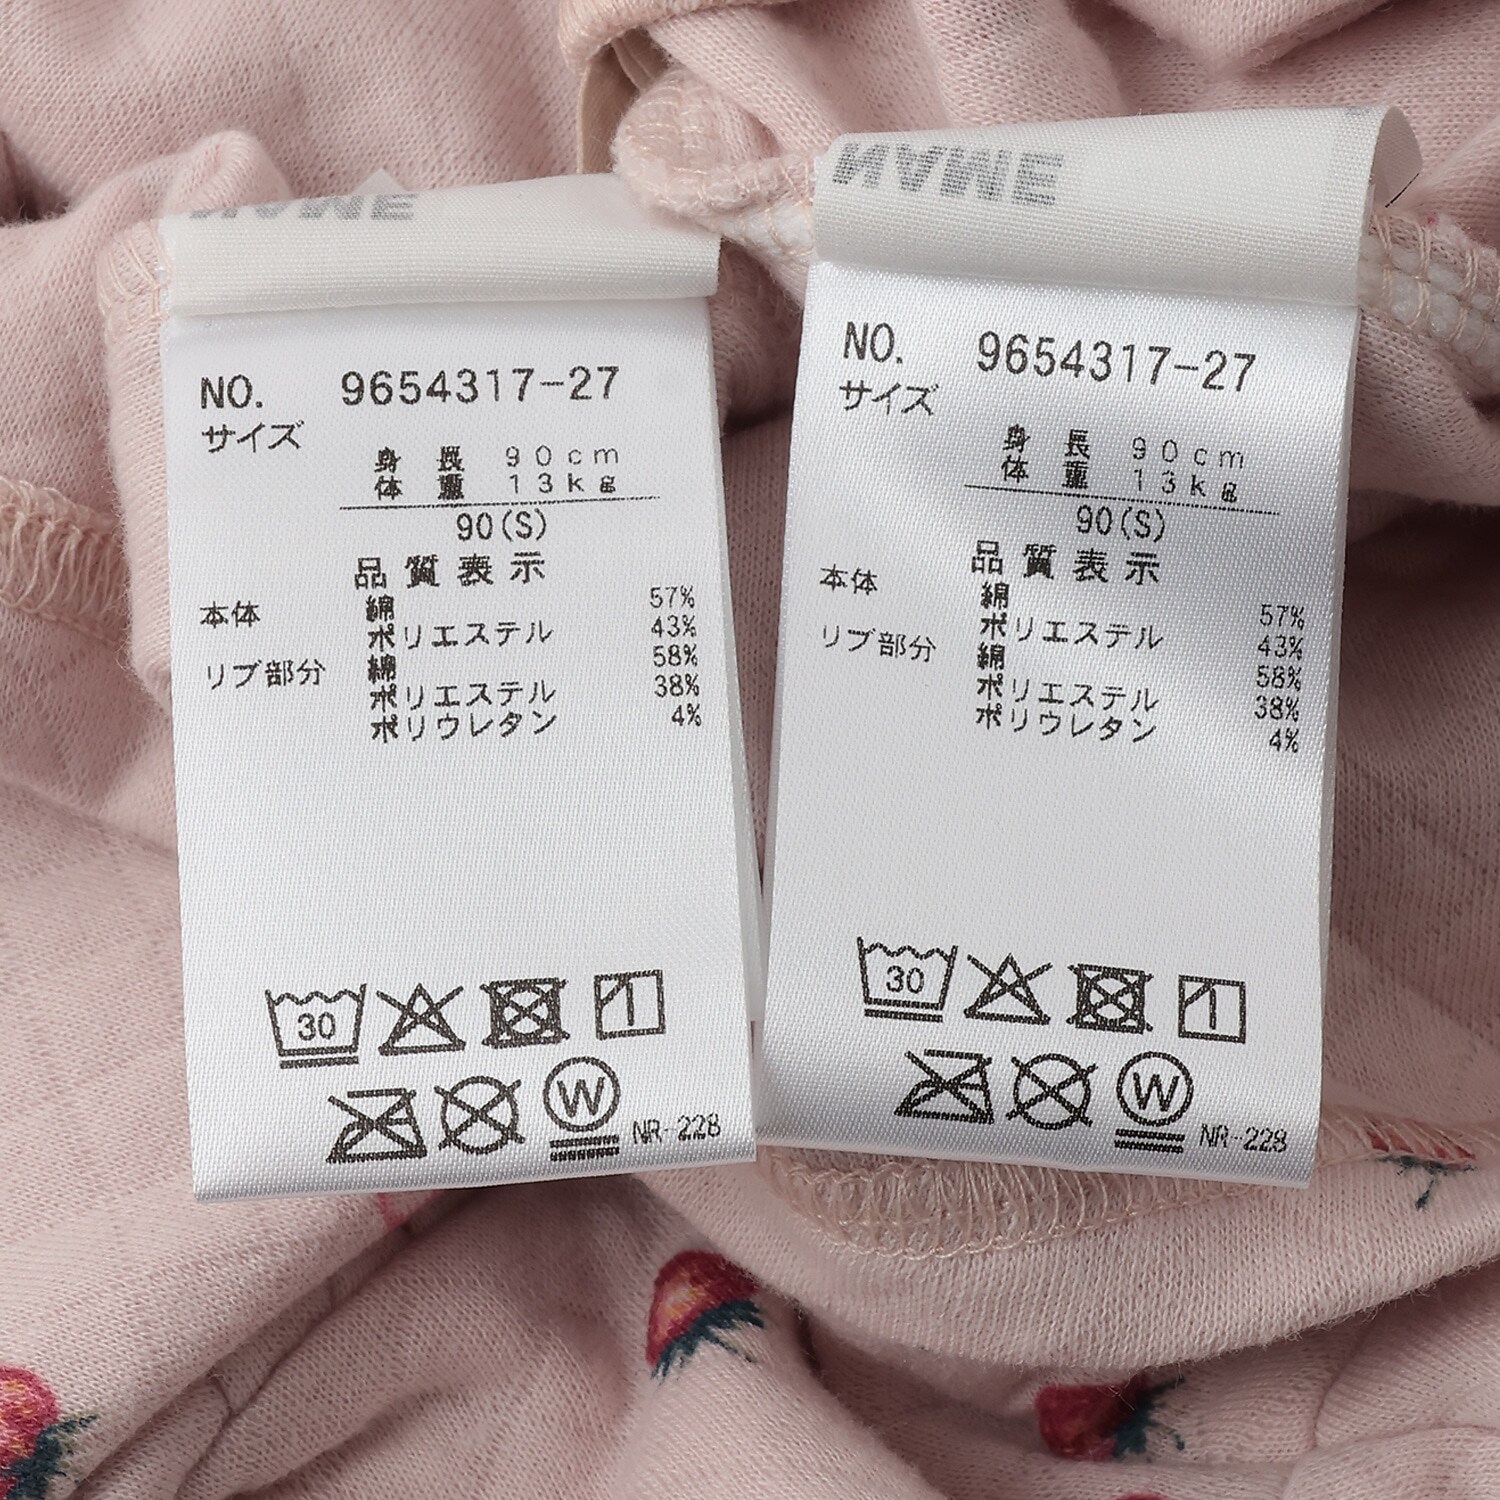 NAME
NO. 9654317-27
サイズ
身長 90cm
体重 13kg
90(S)
品質表示
本体 綿 57%
ポリエステル 43%
リブ部分 綿 58%
ポリエステル 38%
ポリウレタン 4%
30
W
NR-228
NAME
NO. 9654317-27
サイズ
身長 90cm
体重 13kg
90(S)
品質表示
本体 綿 57%
ポリエステル 43%
リブ部分 綿 58%
ポリエステル 38%
ポリウレタン 4%
30
W
NR-228